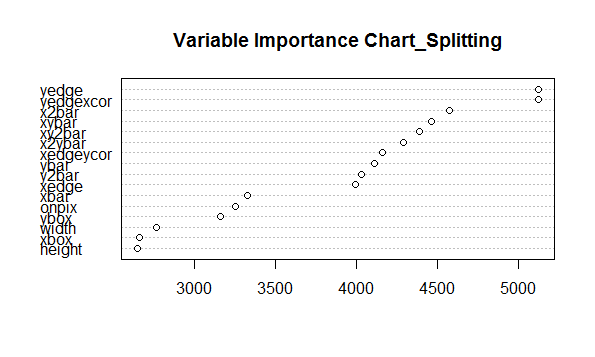 Variable Importance Chart_Splitting
yedge
yedgexcor
x2bar
xybar
xy2bar
x2ybar
xedgeycor
ybar
y2bar
xedge
xbar
onpix
ybox
width
xbox
height
3000 3500 4000 4500 5000